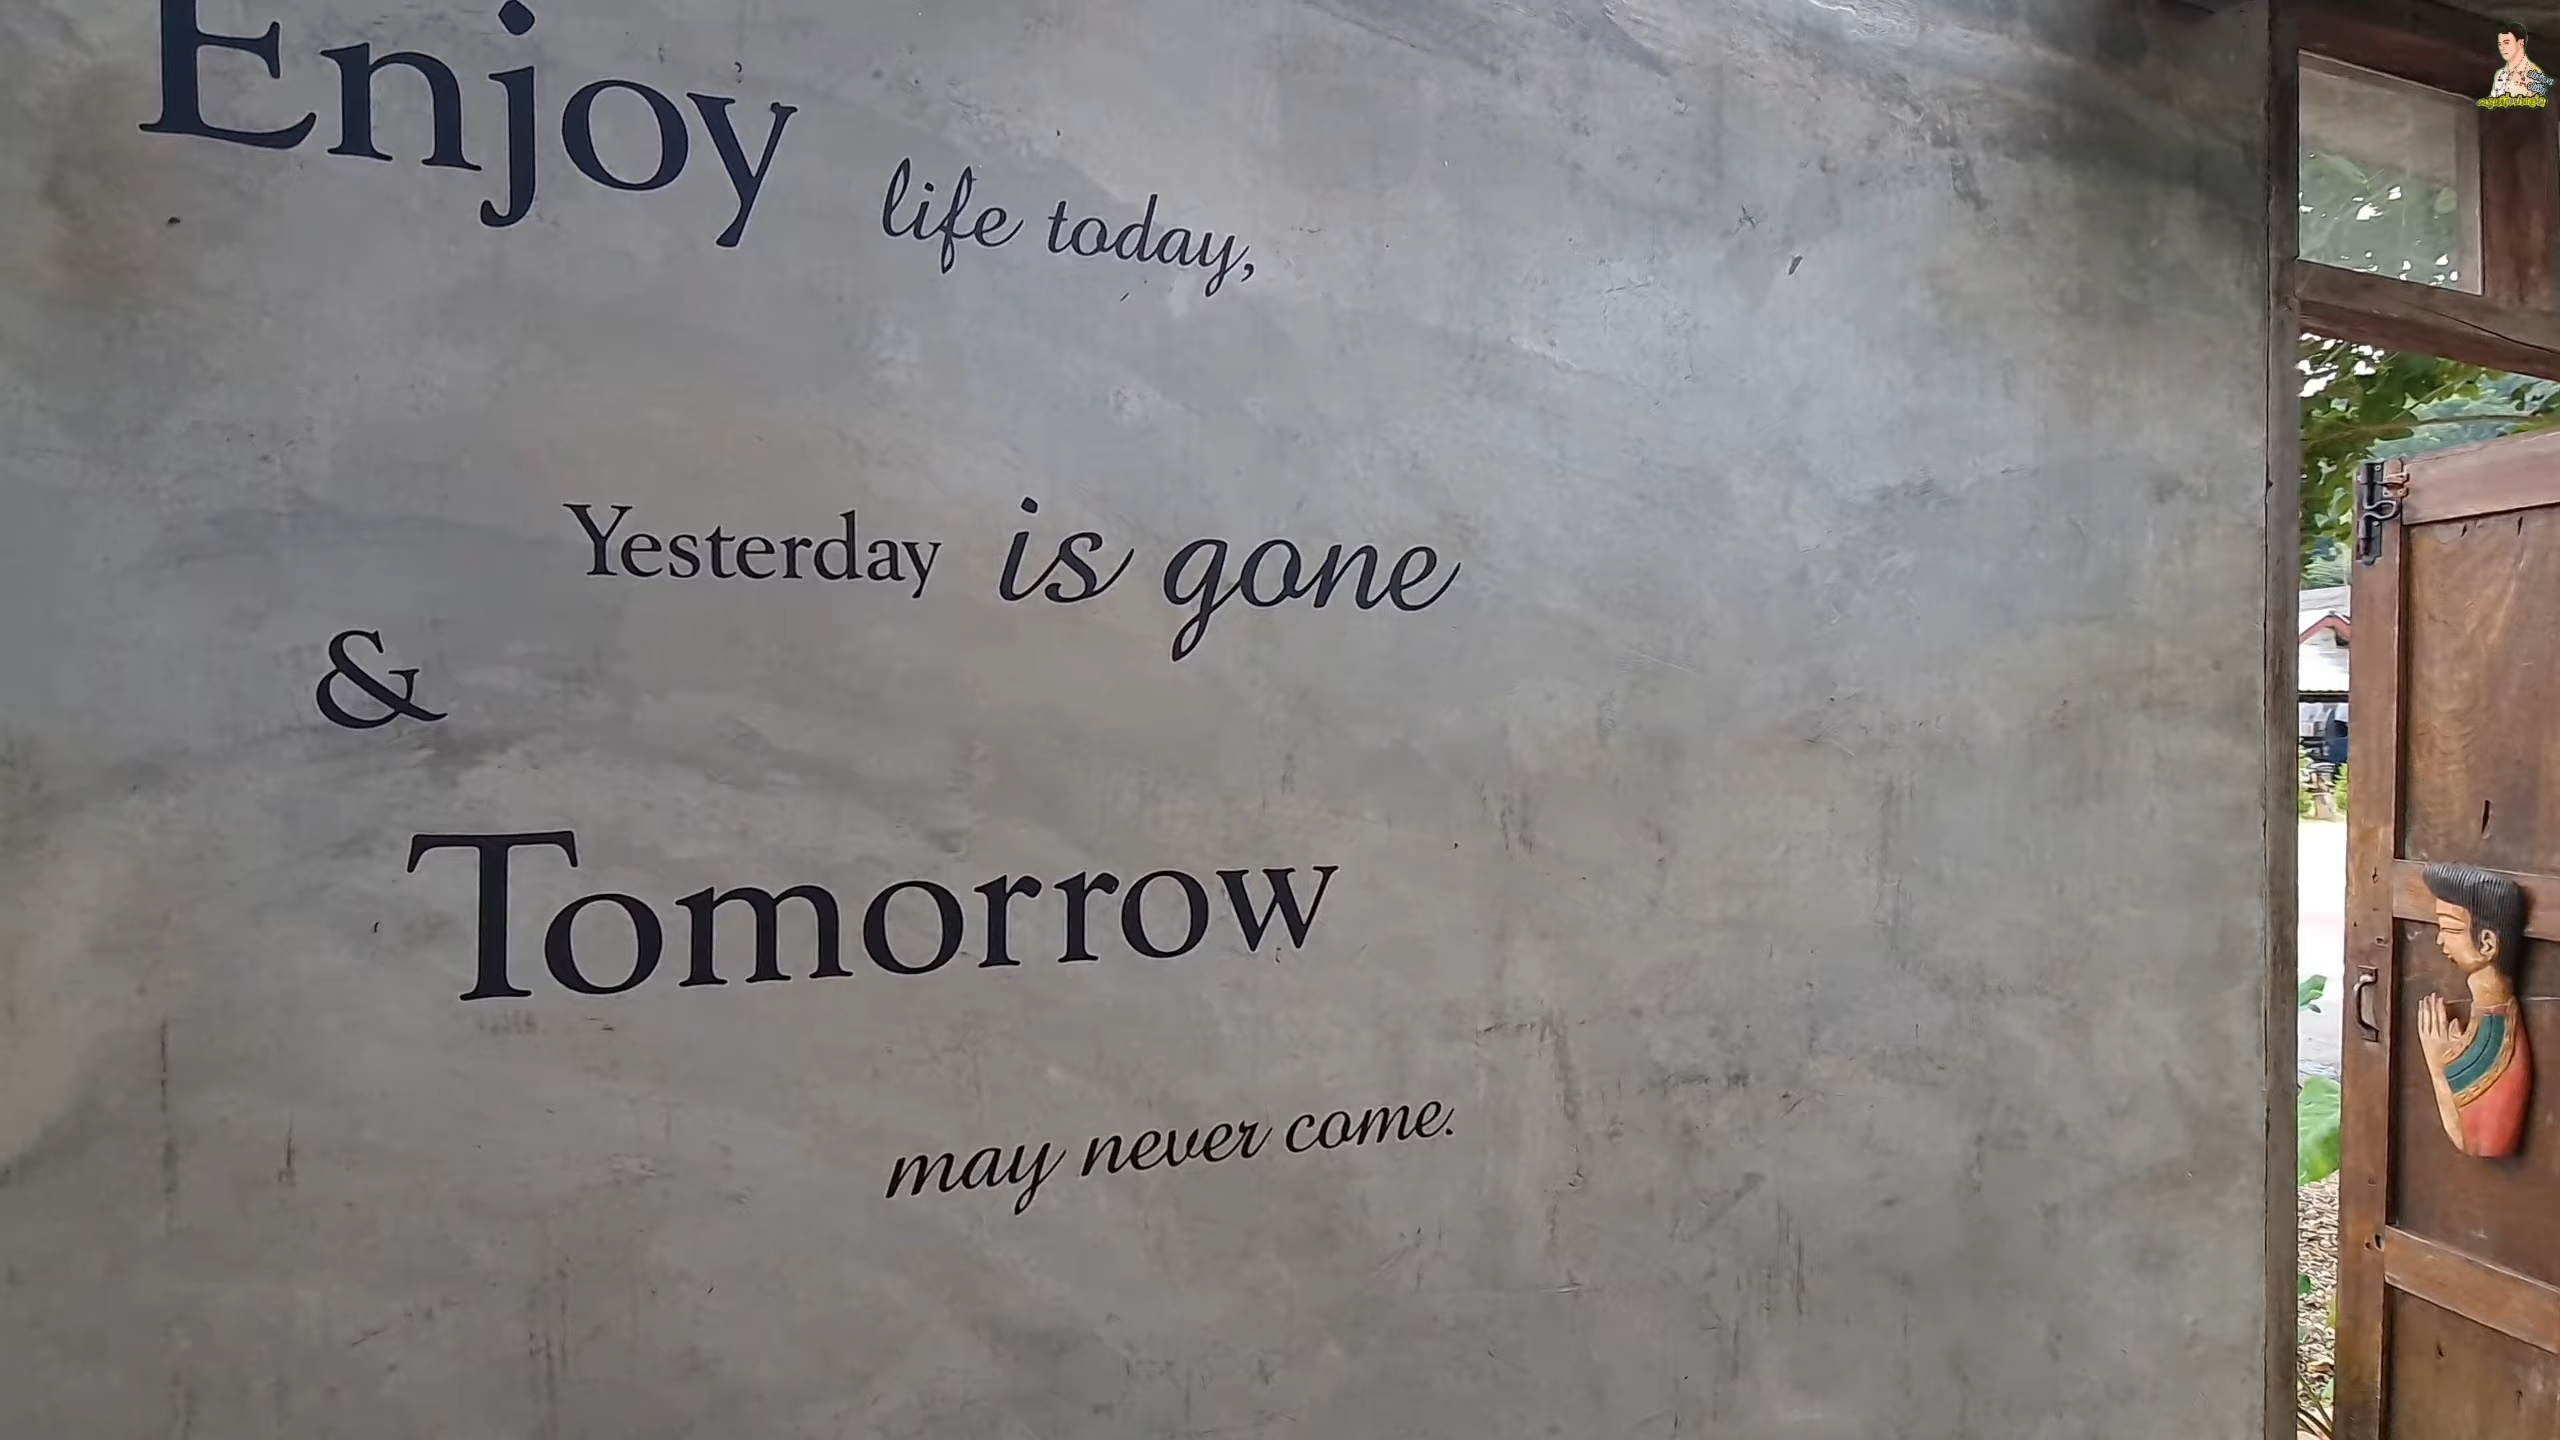 Enjoy life today,
Yesterday is gone
&
Tomorrow
may never come.